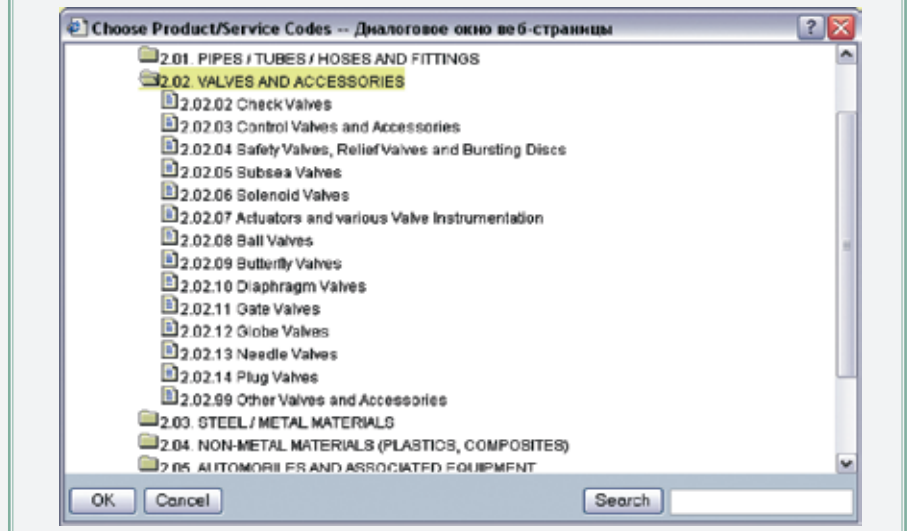 Choose Product/Service Codes -- Диалоговое окно веб-страницы
2.01. PIPES / TUBES / HOSES AND FITTINGS
2.02. VALVES AND ACCESSORIES
2.02.02 Check Valves
2.02.03 Control Valves and Accessories
2.02.04 Safety Valves, Relief Valves and Bursting Discs
2.02.05 Subsea Valves
2.02.06 Solenoid Valves
2.02.07 Actuators and various Valve Instrumentation
2.02.08 Ball Valves
2.02.09 Butterfly Valves
2.02.10 Diaphragm Valves
2.02.11 Gate Valves
2.02.12 Globe Valves
2.02.13 Needle Valves
2.02.14 Plug Valves
2.02.99 Other Valves and Accessories
2.03. STEEL / METAL MATERIALS
2.04. NON-METAL MATERIALS (PLASTICS, COMPOSITES)
2.05. AUTOMOBILES AND ASSOCIATED EQUIPMENT
OK Cancel Search